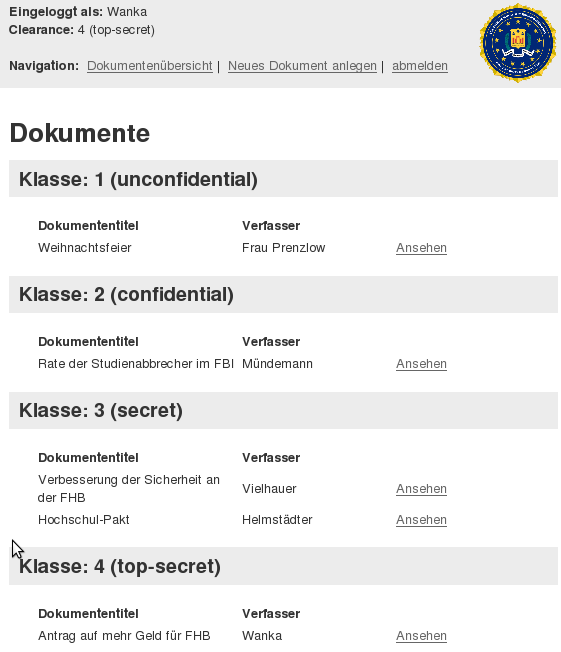 Eingeloggt als: Wanka
Clearance: 4 (top-secret)
Navigation: Dokumentenübersicht | Neues Dokument anlegen | abmelden
Dokumente
Klasse: 1 (unconfidential)
Dokumententitel Verfasser
Weihnachtsfeier Frau Prenzlow Ansehen
Klasse: 2 (confidential)
Dokumententitel Verfasser
Rate der Studienabbrecher im FBI Mündemann Ansehen
Klasse: 3 (secret)
Dokumententitel Verfasser
Verbesserung der Sicherheit an
der FHB Vielhauer Ansehen
Hochschul-Pakt Helmstädter Ansehen
Klasse: 4 (top-secret)
Dokumententitel Verfasser
Antrag auf mehr Geld für FHB Wanka Ansehen